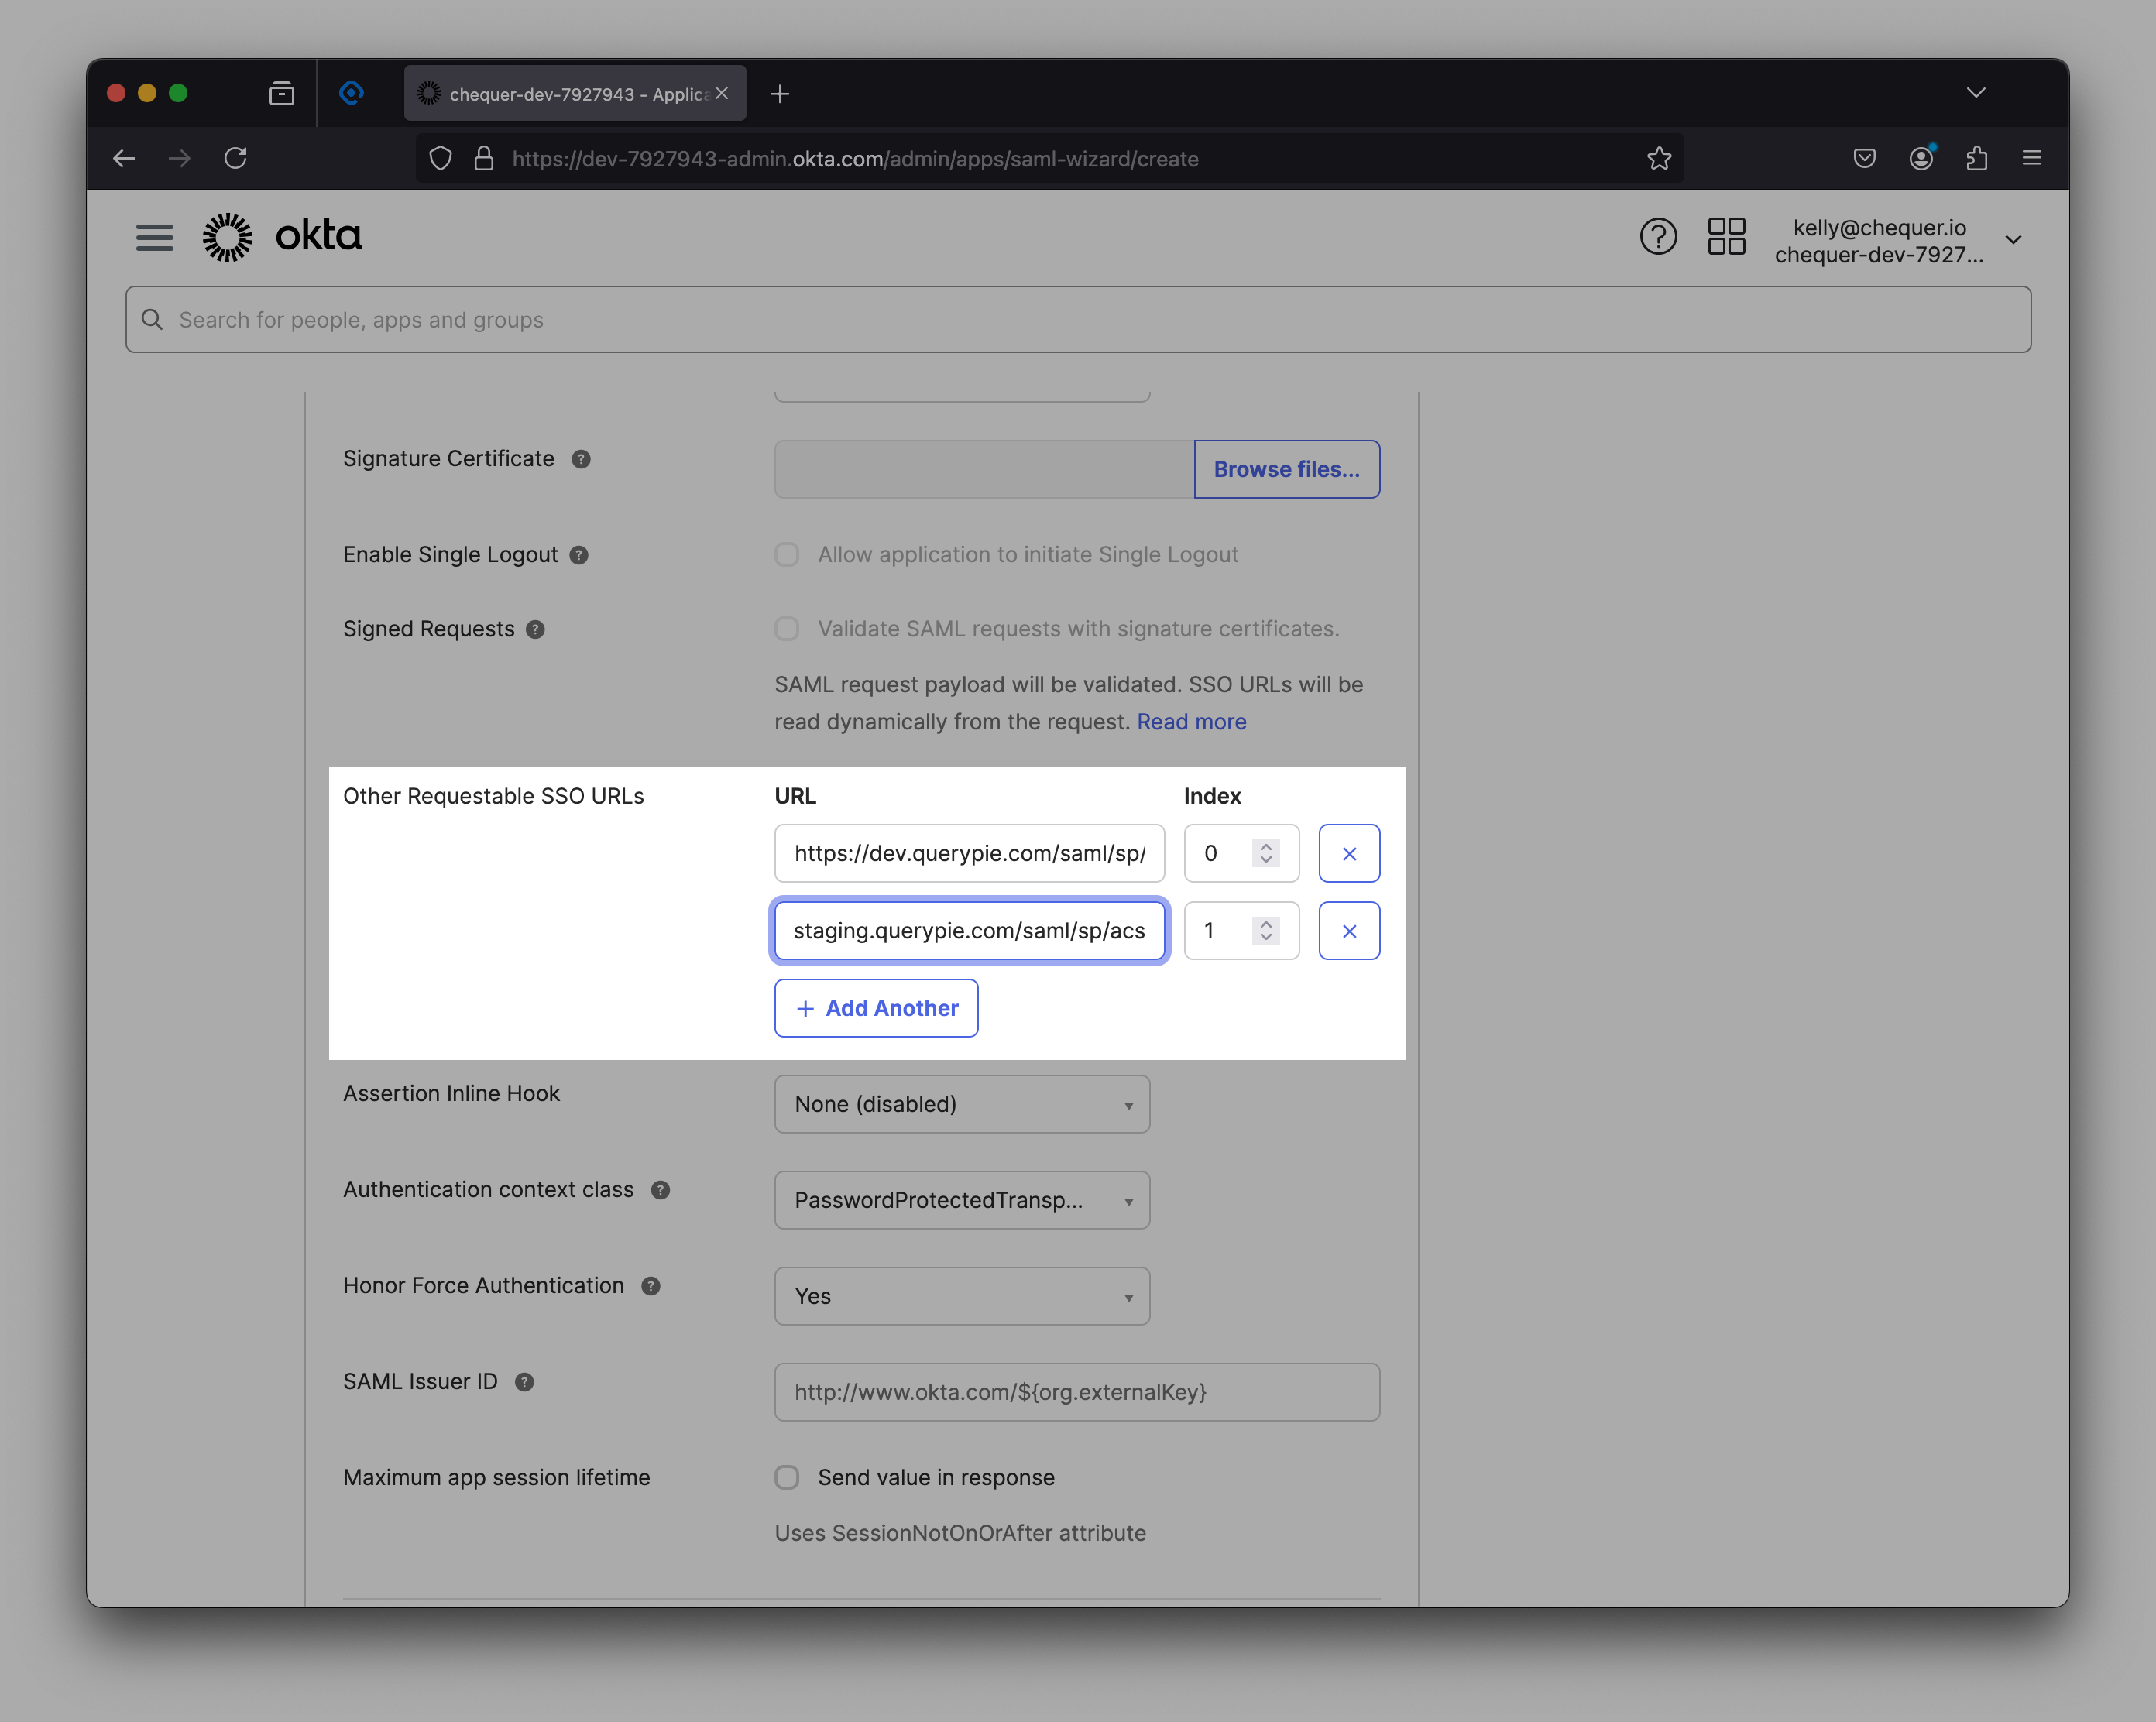 chequer-dev-7927943 - Applica
https://dev-7927943-admin.okta.com/admin/apps/saml-wizard/create
okta
kelly@chequer.io
chequer-dev-7927...
Search for people, apps and groups
Signature Certificate ?
Browse files...
Enable Single Logout ?
Allow application to initiate Single Logout
Signed Requests ?
Validate SAML requests with signature certificates.
SAML request payload will be validated. SSO URLs will be
read dynamically from the request. Read more
Other Requestable SSO URLs
URL
Index
https://dev.querypie.com/saml/sp/
0
staging.querypie.com/saml/sp/acs
1
+ Add Another
Assertion Inline Hook
None (disabled)
Authentication context class ?
PasswordProtectedTransp...
Honor Force Authentication ?
Yes
SAML Issuer ID ?
http://www.okta.com/${org.externalKey}
Maximum app session lifetime
Send value in response
Uses SessionNotOnOrAfter attribute